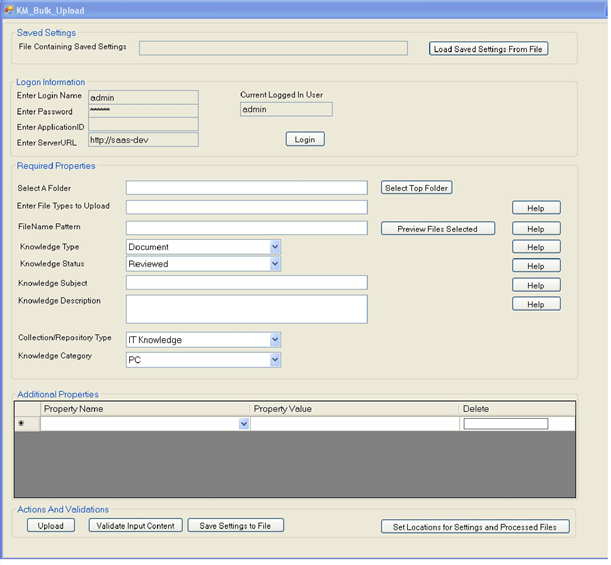 KM_Bulk_Upload
Saved Settings
File Containing Saved Settings
Load Saved Settings From File
Logon Information
Enter Login Name admin
Current Logged In User
Enter Password ******
admin
Enter ApplicationID
Enter ServerURL http://saas-dev
Login
Required Properties
Select A Folder
Select Top Folder
Enter File Types to Upload
Help
FileName Pattern
Preview Files Selected
Help
Knowledge Type Document
Help
Knowledge Status Reviewed
Help
Knowledge Subject
Help
Knowledge Description
Help
Collection/Repository Type IT Knowledge
Knowledge Category PC
Additional Properties
Property Name Property Value Delete
*
Actions And Validations
Upload Validate Input Content Save Settings to File Set Locations for Settings and Processed Files